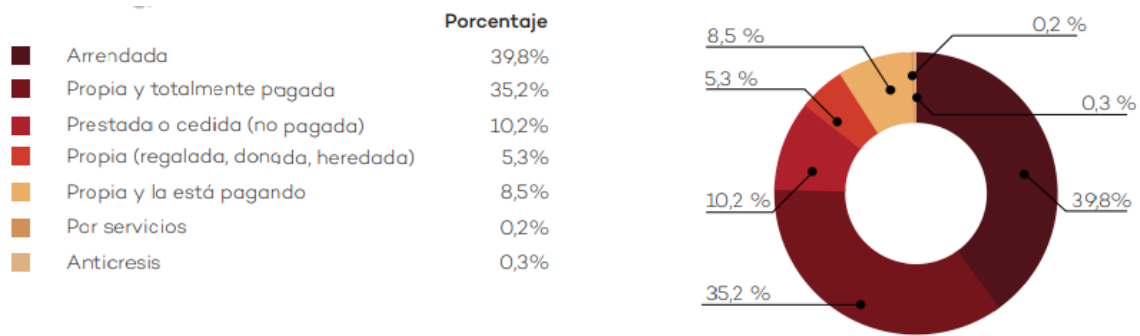 Porcentaje
Arrendada 39,8%
Propia y totalmente pagada 35,2%
Prestada o cedida (no pagada) 10,2%
Propia (regalada, donada, heredada) 5,3%
Propia y la está pagando 8,5%
Por servicios 0,2%
Anticresis 0,3%
0,2 %
8,5 %
5,3 %
0,3 %
10,2 %
39,8%
35,2 %